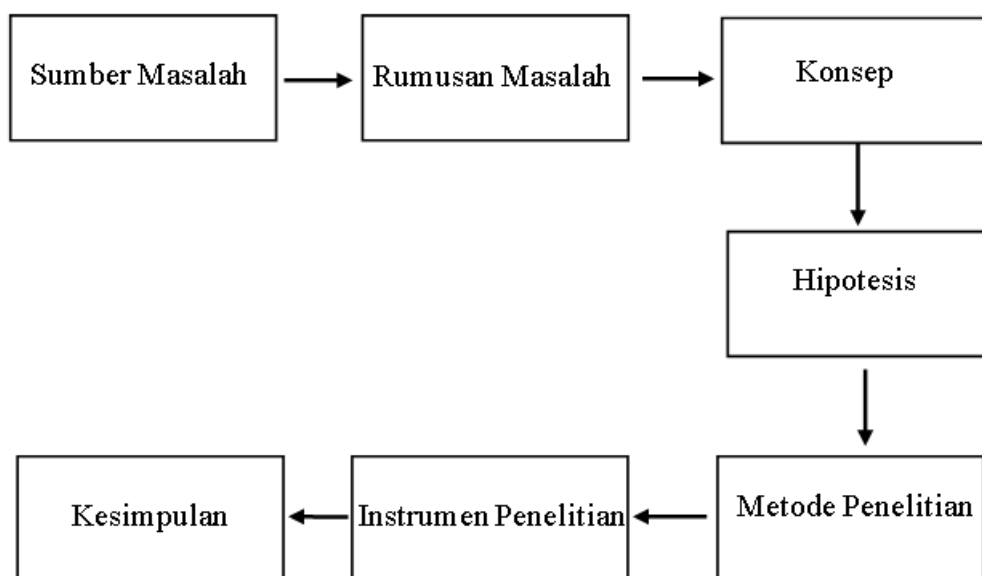 Sumber Masalah
Rumusan Masalah
Konsep
Hipotesis
Metode Penelitian
Instrumen Penelitian
Kesimpulan